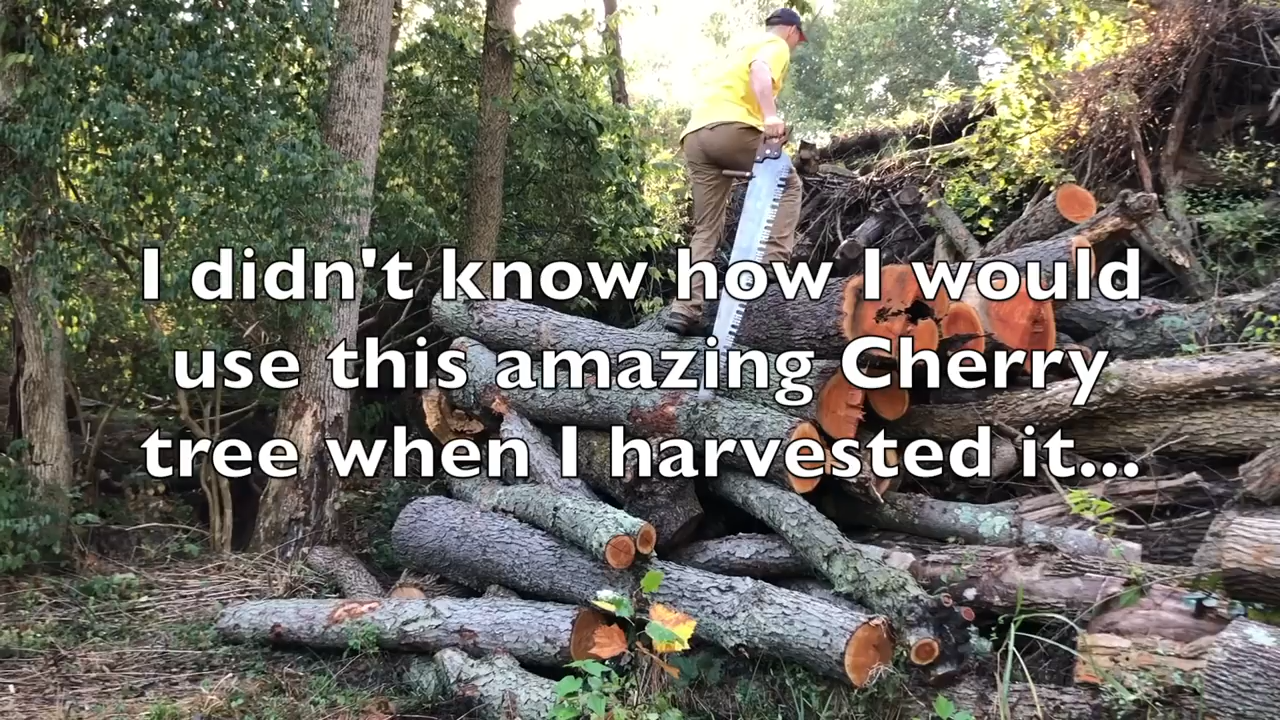 I didn't know how I would
use this amazing Cherry
tree when I harvested it...